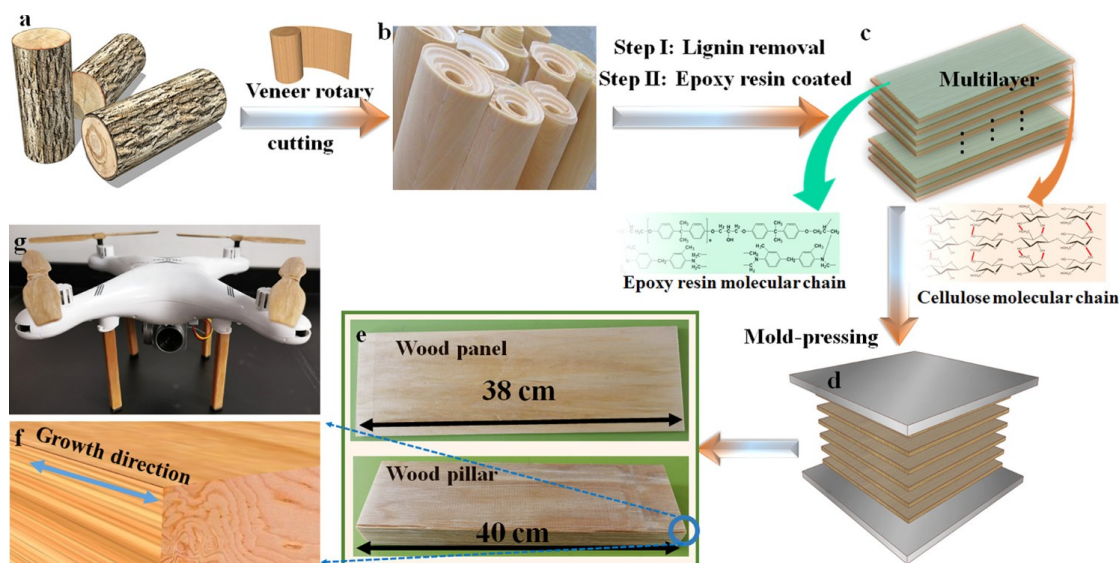 a
Veneer rotary
cutting
b
Step I: Lignin removal
Step II: Epoxy resin coated
c
Multilayer
Epoxy resin molecular chain
Cellulose molecular chain
Mold-pressing
d
e
Wood panel
38 cm
Wood pillar
40 cm
f
Growth direction
g